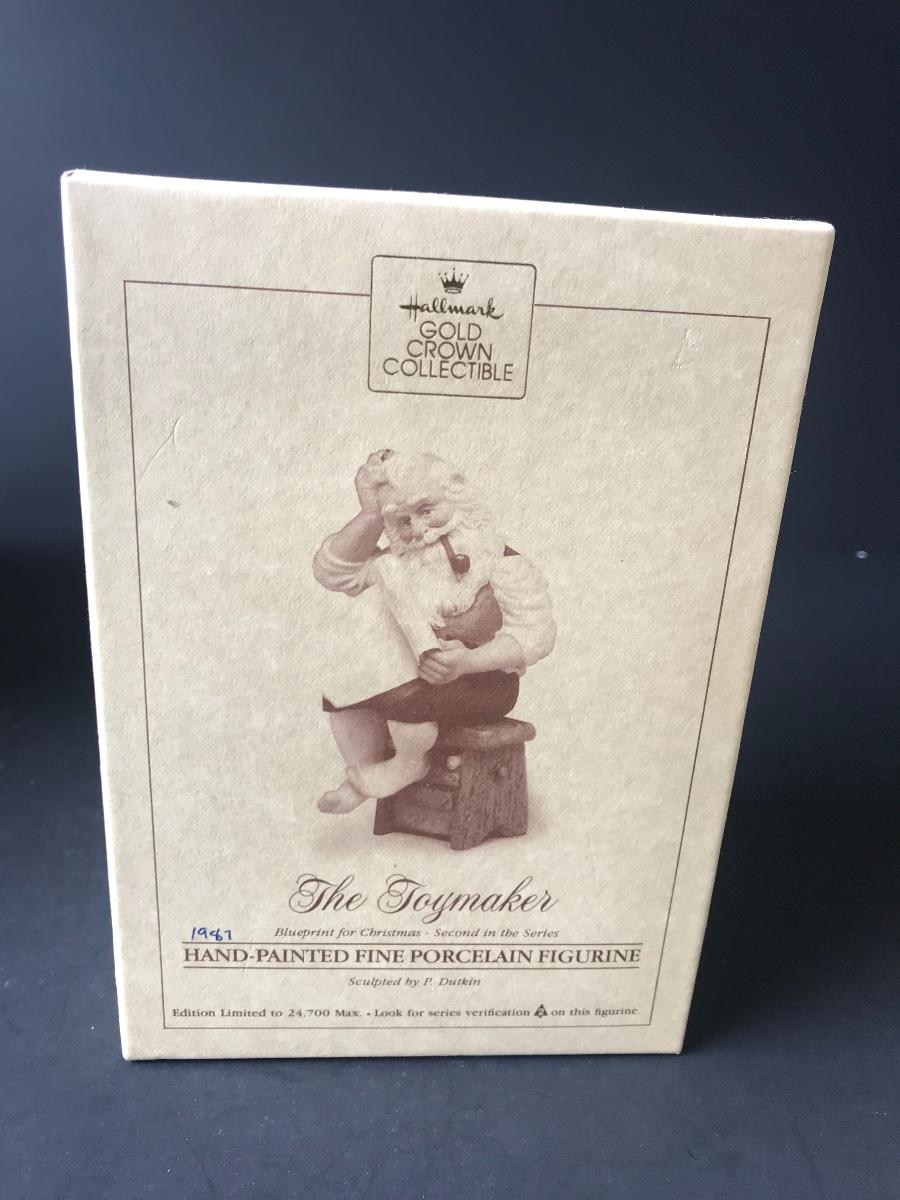 Hallmark
GOLD
CROWN
COLLECTIBLE
The Toymaker
1987
Blueprint for Christmas - Second in the Series
HAND-PAINTED FINE PORCELAIN FIGURINE
Sculpted by P. Dutkin
Edition Limited to 24,700 Max. • Look for series verification 2 on this figurine.